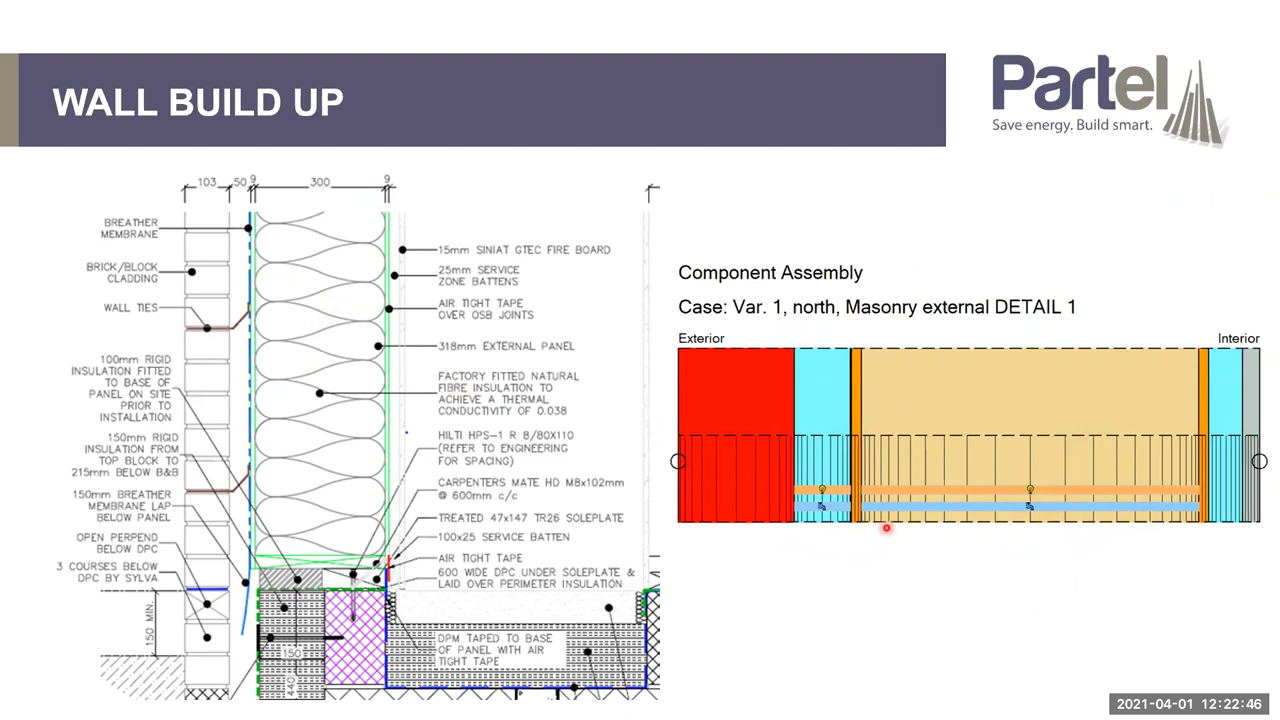 WALL BUILD UP
Partel
Save energy. Build smart.
103
50
9
300
9
BREATHER
MEMBRANE
BRICK/BLOCK
CLADDING
WALL TIES
100mm RIGID
INSULATION FITTED
TO BASE OF
PANEL ON SITE
PRIOR TO
INSTALLATION
150mm RIGID
INSULATION FROM
TOP BLOCK TO
215mm BELOW B&B
150mm BREATHER
MEMBRANE LAP
BELOW PANEL
OPEN PERPEND
BELOW DPC
3 COURSES BELOW
DPC BY SYLVA
150 MIN.
150
440
15mm SINIAT GTEC FIRE BOARD
25mm SERVICE
ZONE BATTENS
AIR TIGHT TAPE
OVER OSB JOINTS
318mm EXTERNAL PANEL
FACTORY FITTED NATURAL
FIBRE INSULATION TO
ACHIEVE A THERMAL
CONDUCTIVITY OF 0.038
HILTI HPS-1 R 8/80X110
(REFER TO ENGINEERING
FOR SPACING)
CARPENTERS MATE HD M8x102mm
@ 600mm c/c
TREATED 47x147 TR26 SOLEPLATE
100x25 SERVICE BATTEN
AIR TIGHT TAPE
600 WIDE DPC UNDER SOLEPLATE &
LAID OVER PERIMETER INSULATION
DPM TAPED TO BASE
OF PANEL WITH AIR
TIGHT TAPE
Component Assembly
Case: Var. 1, north, Masonry external DETAIL 1
Exterior
Interior
2021-04-01 12:22:46